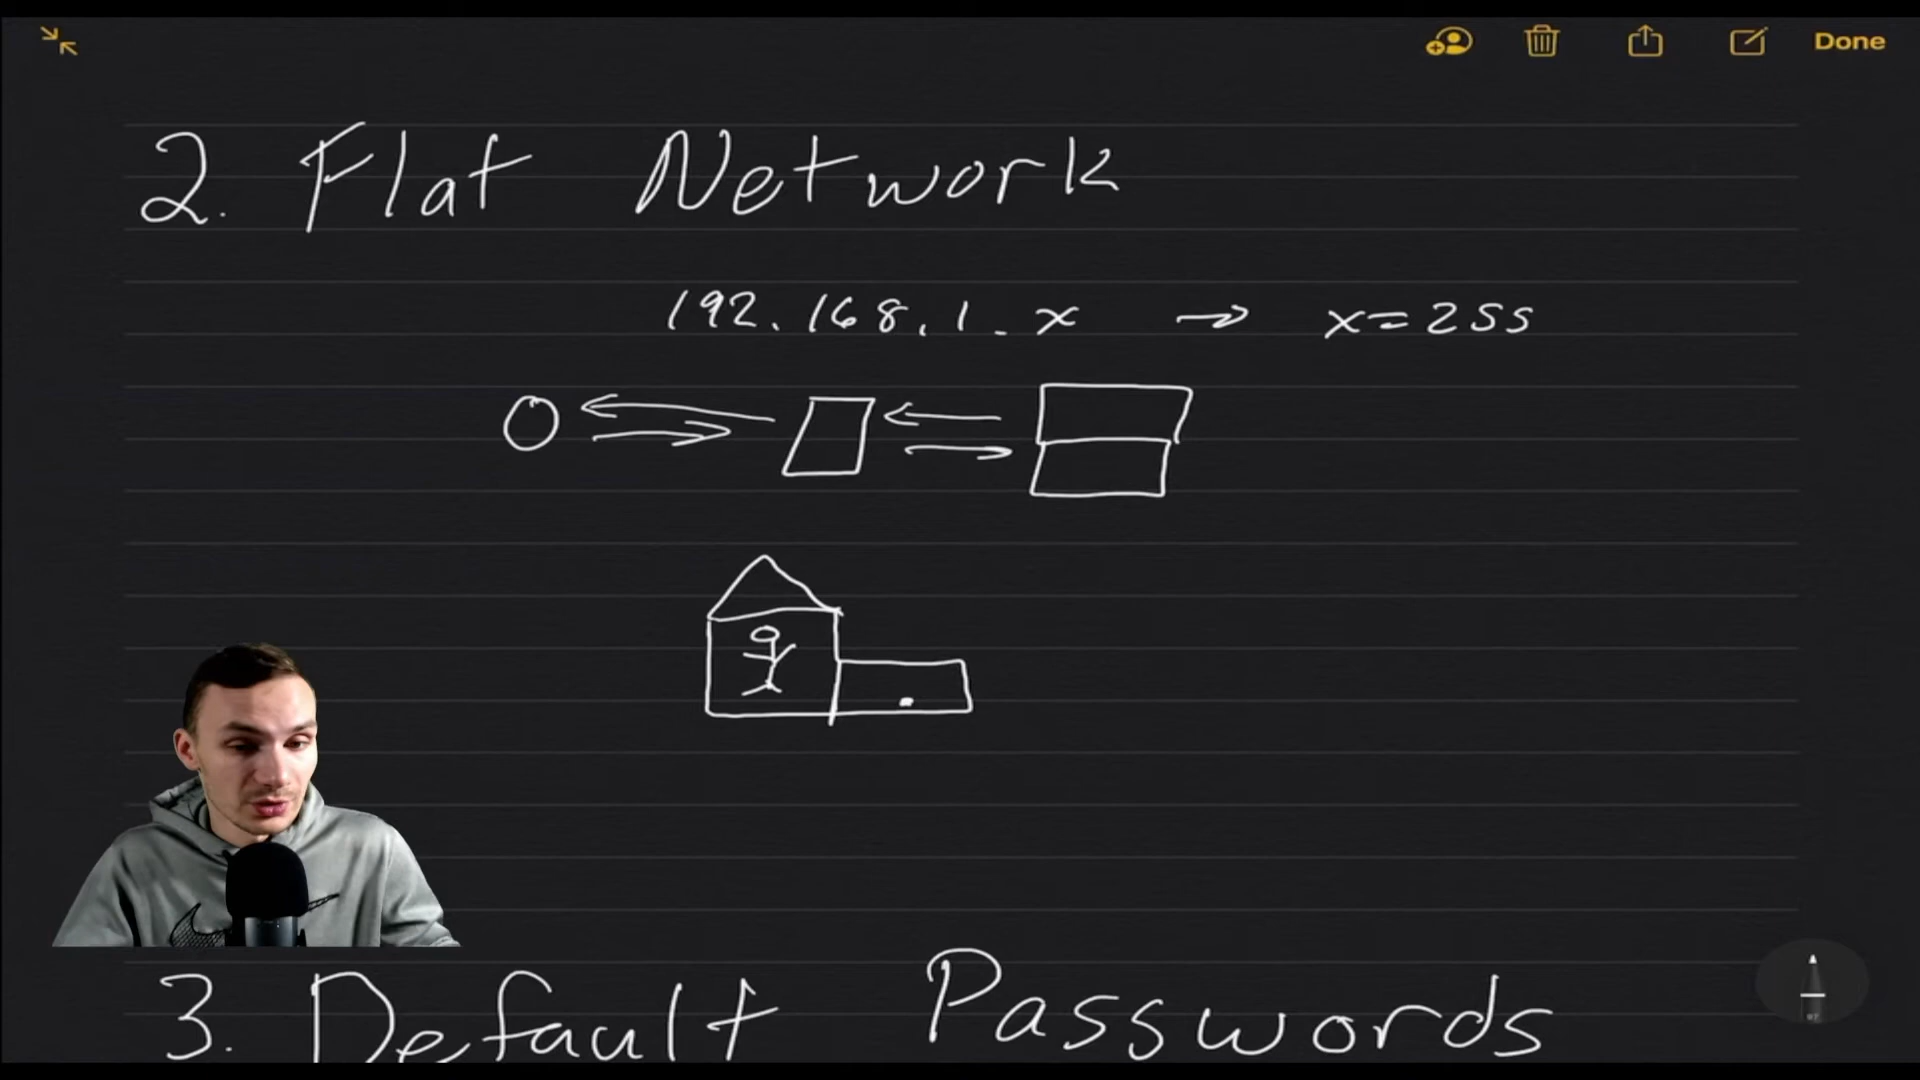 Done
2. Flat Network
192.168.1.x → x=255
3. Default Passwords